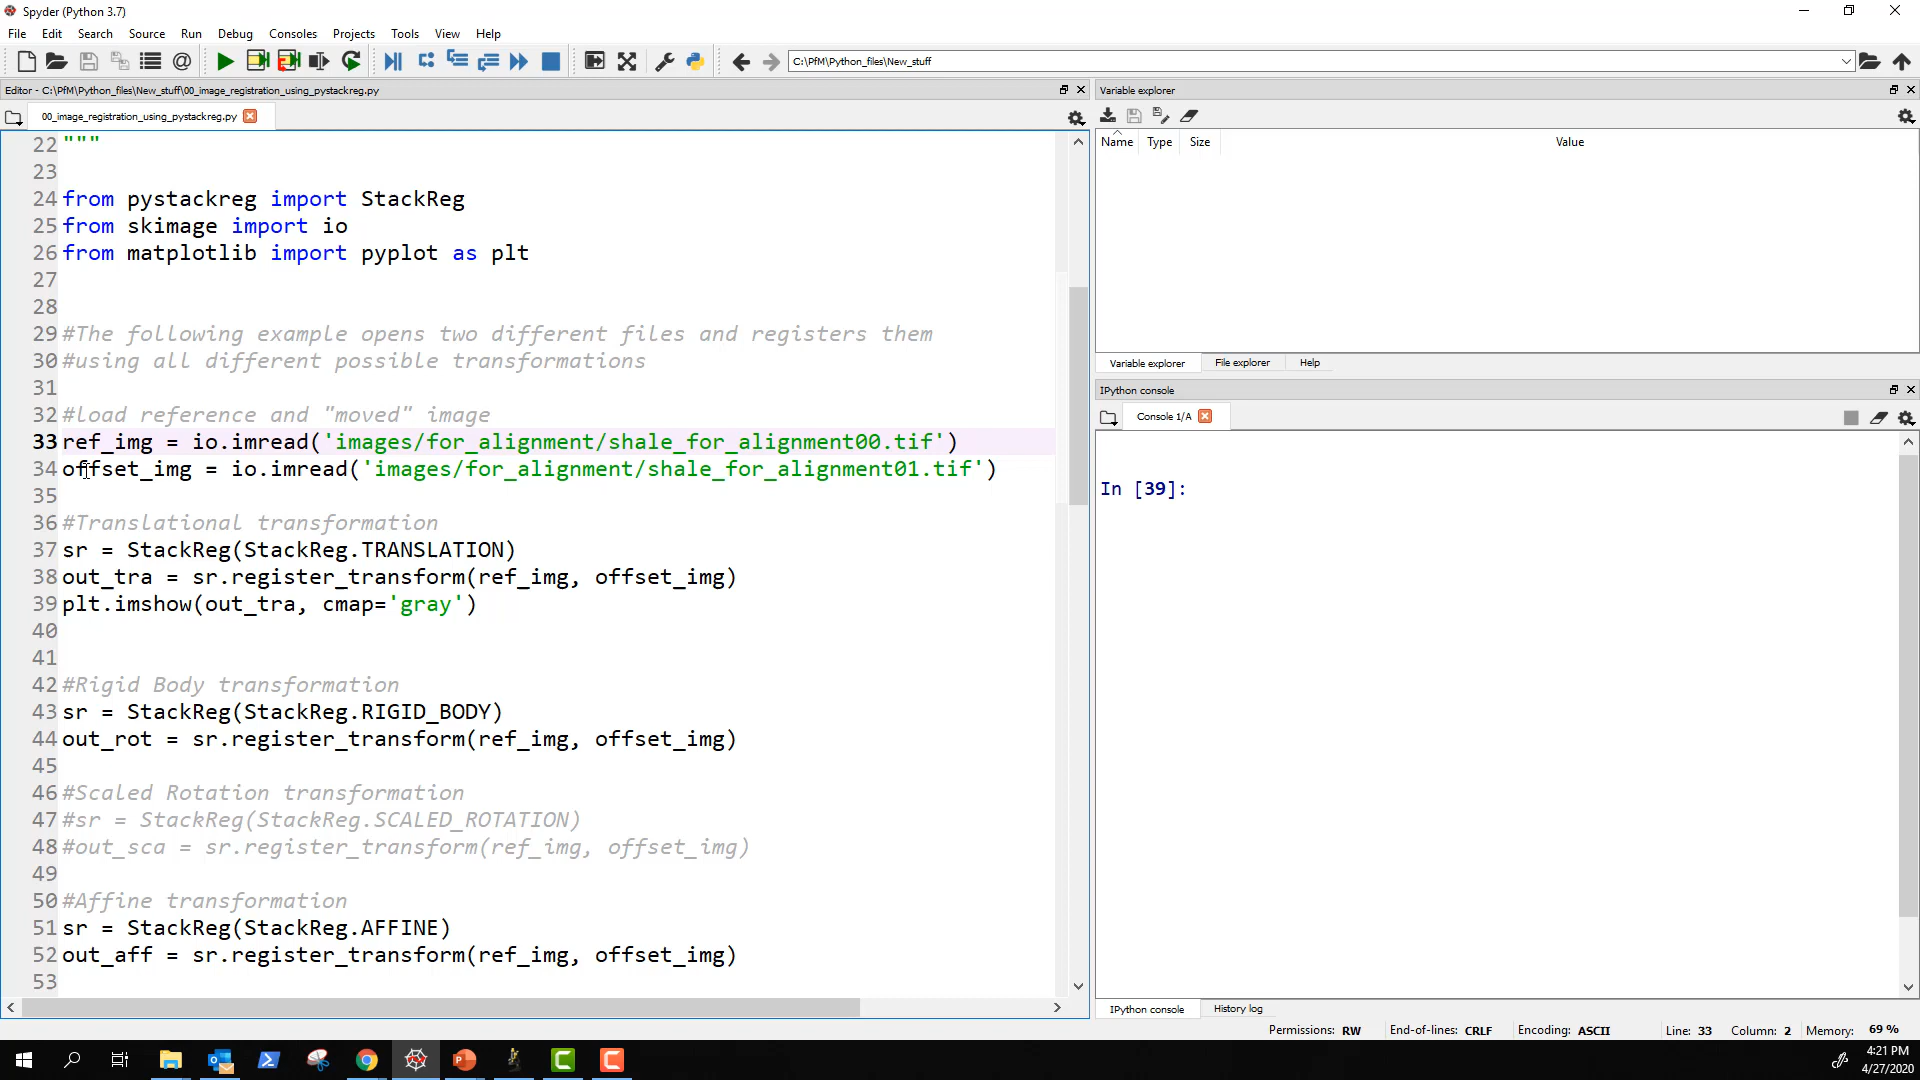 Spyder (Python 3.7)
File Edit Search Source Run Debug Consoles Projects Tools View Help
C:\PfM\Python_files\New_stuff
Editor - C:\PfM\Python_files\New_stuff\00_image_registration_using_pystackreg.py
00_image_registration_using_pystackreg.py
22 """
23
24 from pystackreg import StackReg
25 from skimage import io
26 from matplotlib import pyplot as plt
27
28
29 #The following example opens two different files and registers them
30 #using all different possible transformations
31
32 #load reference and "moved" image
33 ref_img = io.imread('images/for_alignment/shale_for_alignment00.tif')
34 offset_img = io.imread('images/for_alignment/shale_for_alignment01.tif')
35
36 #Translational transformation
37 sr = StackReg(StackReg.TRANSLATION)
38 out_tra = sr.register_transform(ref_img, offset_img)
39 plt.imshow(out_tra, cmap='gray')
40
41
42 #Rigid Body transformation
43 sr = StackReg(StackReg.RIGID_BODY)
44 out_rot = sr.register_transform(ref_img, offset_img)
45
46 #Scaled Rotation transformation
47 #sr = StackReg(StackReg.SCALED_ROTATION)
48 #out_sca = sr.register_transform(ref_img, offset_img)
49
50 #Affine transformation
51 sr = StackReg(StackReg.AFFINE)
52 out_aff = sr.register_transform(ref_img, offset_img)
53
Variable explorer
Name Type Size Value
Variable explorer File explorer Help
IPython console
Console 1/A
In [39]:
IPython console History log
Permissions: RW End-of-lines: CRLF Encoding: ASCII Line: 33 Column: 2 Memory: 69 %
4:21 PM
4/27/2020